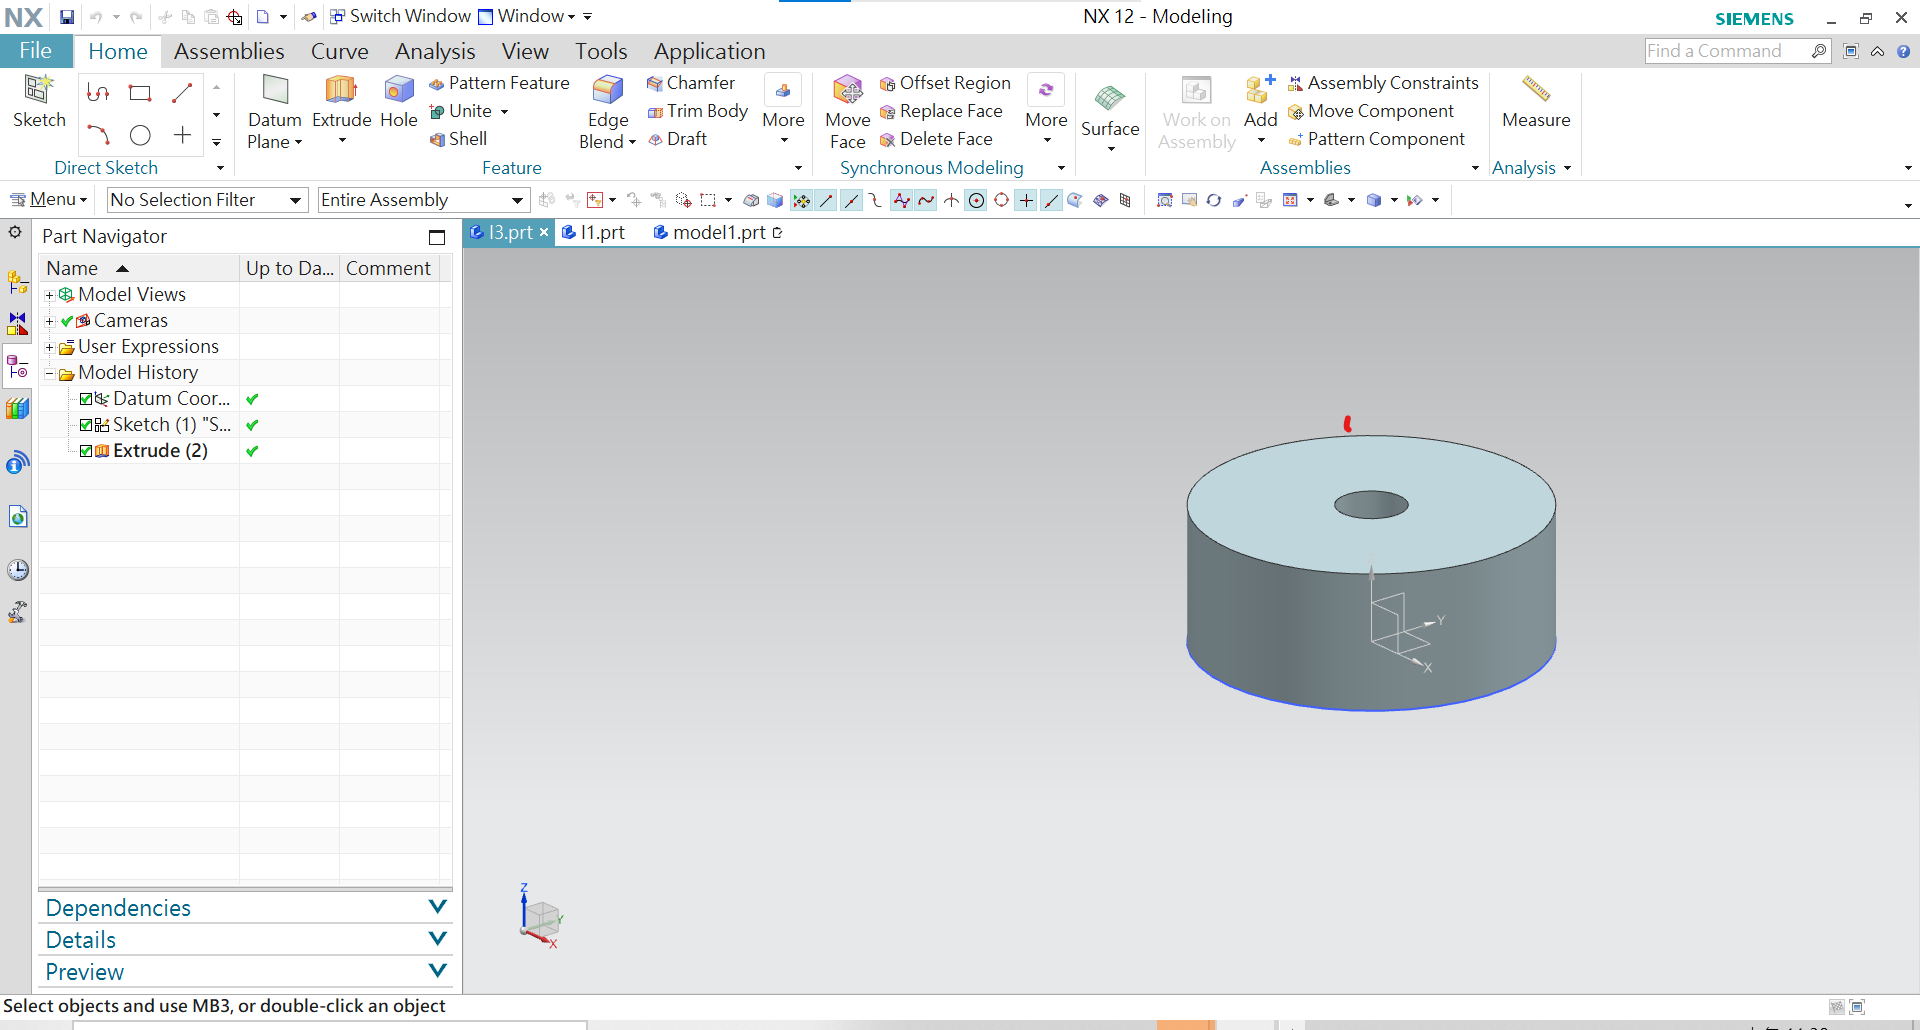 NX Switch Window Window NX 12 - Modeling SIEMENS
File Home Assemblies Curve Analysis View Tools Application Find a Command
Sketch Datum Plane Extrude Hole Pattern Feature Unite Shell Edge Blend Chamfer Trim Body Draft More Move Face Offset Region Replace Face Delete Face More Surface Work on Assembly Add Assembly Constraints Move Component Pattern Component Measure
Direct Sketch Feature Synchronous Modeling Assemblies Analysis
Menu No Selection Filter Entire Assembly
Part Navigator l3.prt l1.prt model1.prt
Name Up to Da... Comment
Model Views
Cameras
User Expressions
Model History
Datum Coor...
Sketch (1) "S...
Extrude (2)
Y
X
Z
Y
X
Dependencies
Details
Preview
Select objects and use MB3, or double-click an object